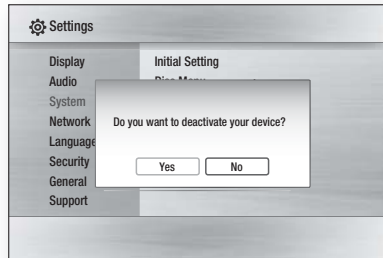 Settings
Display
Initial Setting
Audio
System
Network
Language
Security
General
Support
Do you want to deactivate your device?
Yes
No